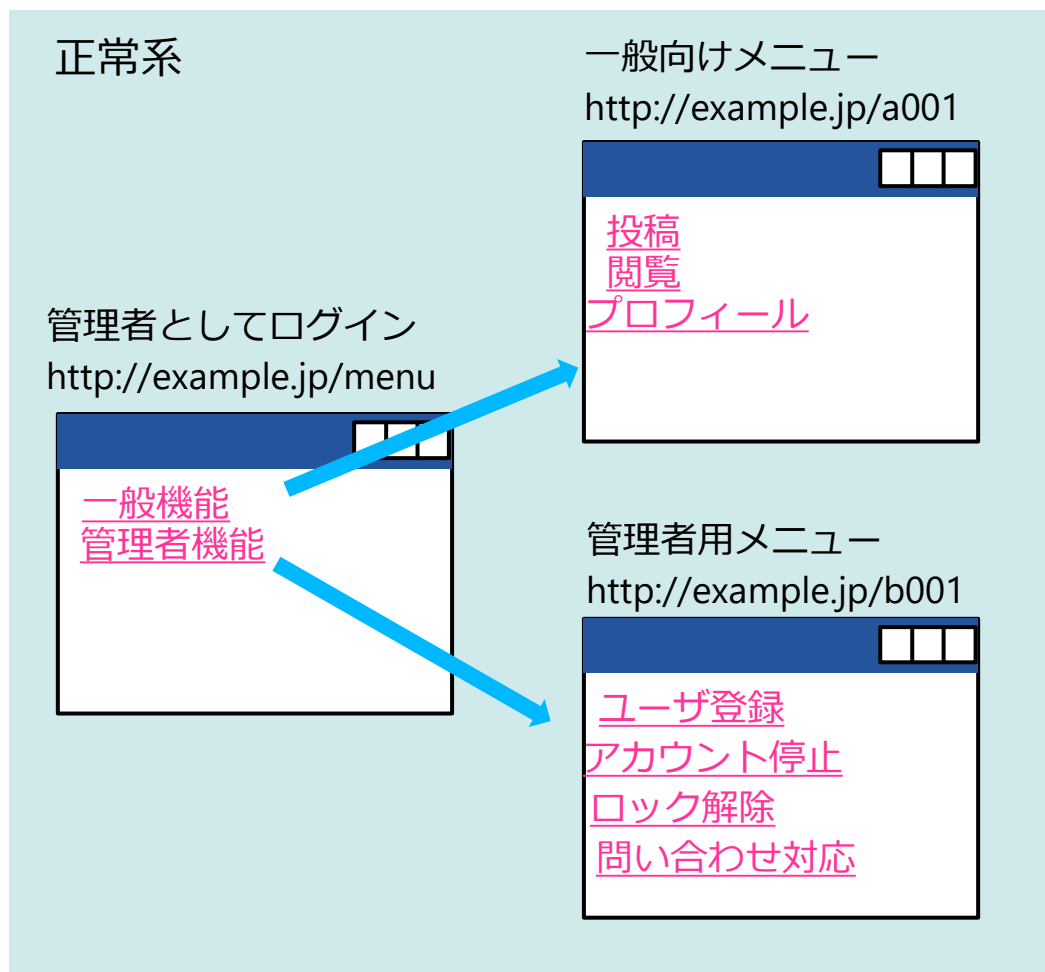 正常系
一般向けメニュー
http://example.jp/a001
投稿
閲覧
プロフィール
管理者としてログイン
http://example.jp/menu
一般機能
管理者機能
管理者用メニュー
http://example.jp/b001
ユーザ登録
アカウント停止
ロック解除
問い合わせ対応